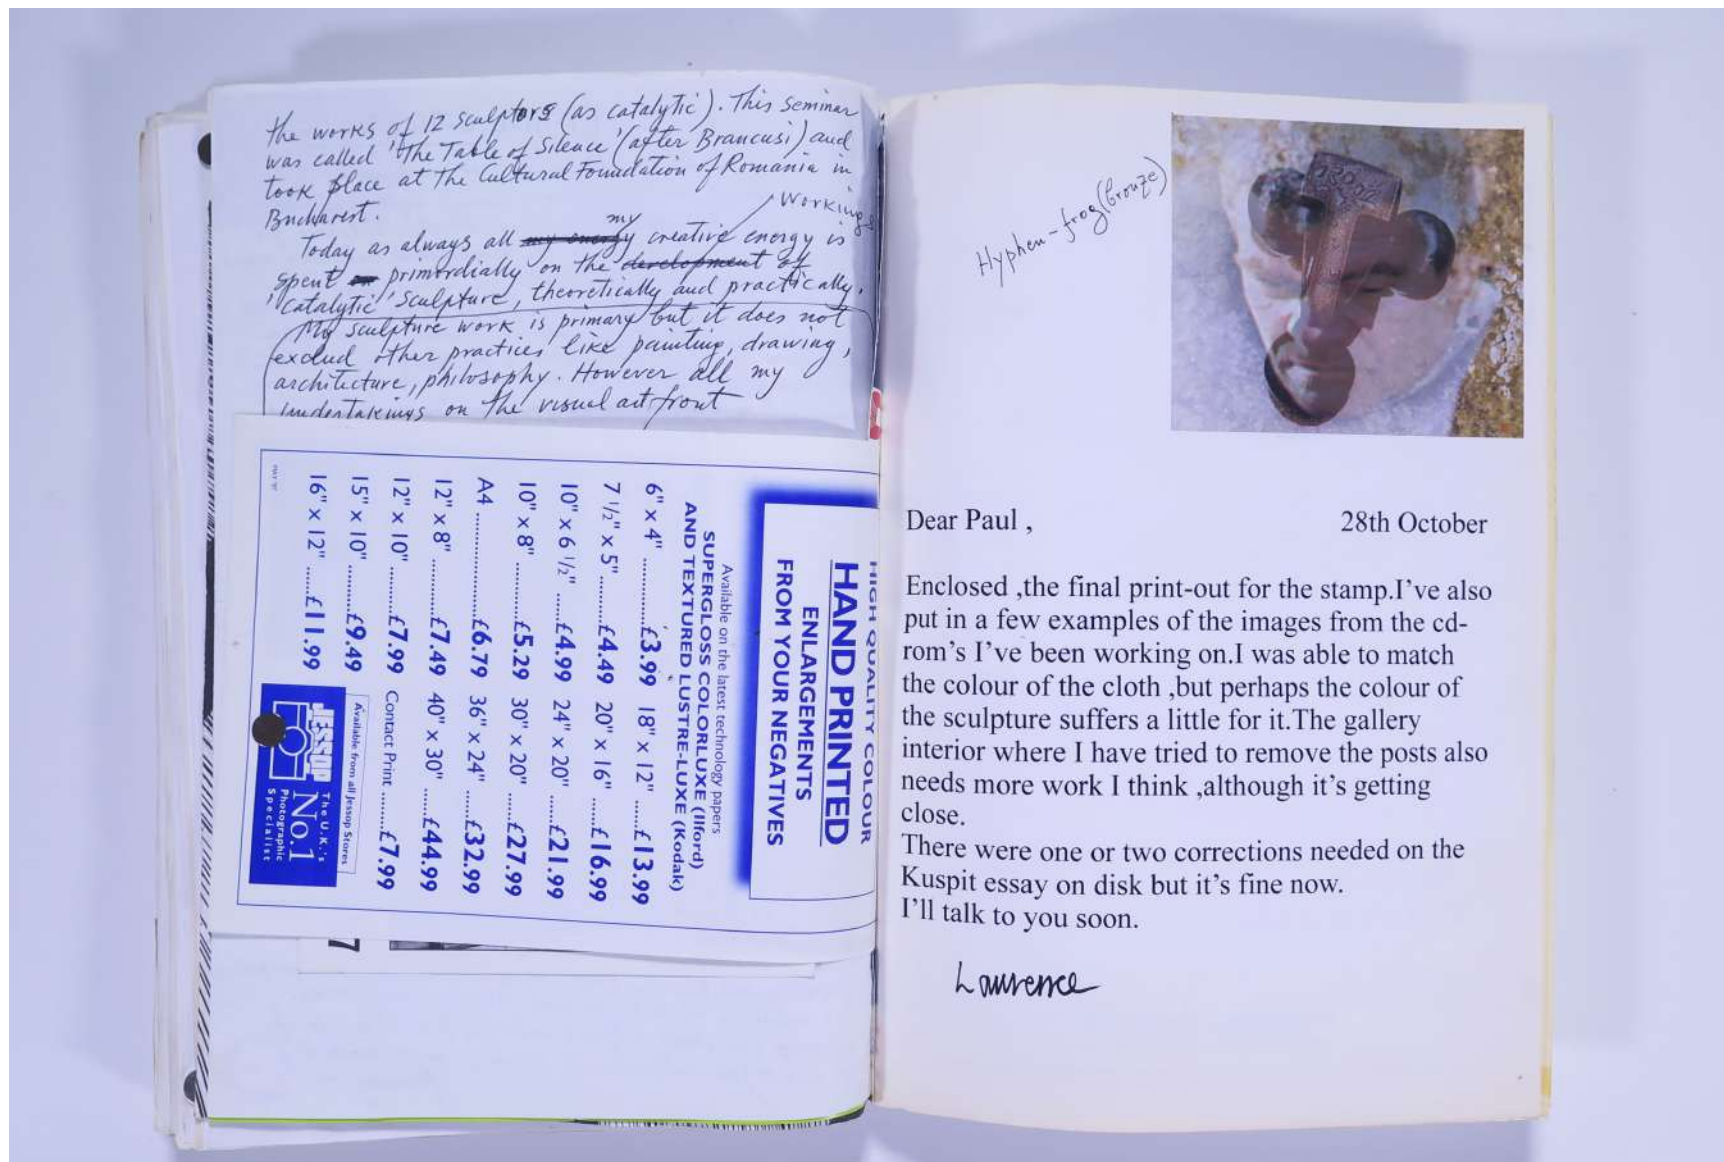 the works of 12 sculptors (as catalytic). This seminar
was called 'The Table of Silence' (after Brancusi) and
took place at The Cultural Foundation of Romania in
Bucharest.
Workings
my
Today as always all my energy creative energy is
spent primordially on the development of
'catalytic' sculpture, theoretically and practically.
My sculpture work is primary but it does not
exclud other practices like painting, drawing,
architecture, philosophy. However all my
undertakings on the visual art front
HIGH QUALITY COLOUR
HAND PRINTED
ENLARGEMENTS
FROM YOUR NEGATIVES
Available on the latest technology papers
SUPERGLOSS COLORLUXE (Ilford)
AND TEXTURED LUSTRE-LUXE (Kodak)
6" x 4" ............£3.99 18" x 12" ......£13.99
7 1/2" x 5" ..........£4.49 20" x 16" ......£16.99
10" x 6 1/2" ......£4.99 24" x 20" ......£21.99
10" x 8" ............£5.29 30" x 20" ......£27.99
A4 ....................£6.79 36" x 24" ......£32.99
12" x 8" ............£7.49 40" x 30" ......£44.99
12" x 10" ..........£7.99 Contact Print ......£7.99
15" x 10" ..........£9.49
16" x 12" ......£11.99
Available from all Jessop Stores
JESSOP
The U.K.'s
No.1
Photographic
Specialist
MAY '97
7
Hyphen-frog (bronze)
Dear Paul , 28th October
Enclosed ,the final print-out for the stamp.I've also
put in a few examples of the images from the cd-
rom's I've been working on.I was able to match
the colour of the cloth ,but perhaps the colour of
the sculpture suffers a little for it.The gallery
interior where I have tried to remove the posts also
needs more work I think ,although it's getting
close.
There were one or two corrections needed on the
Kuspit essay on disk but it's fine now.
I'll talk to you soon.
Lawrence